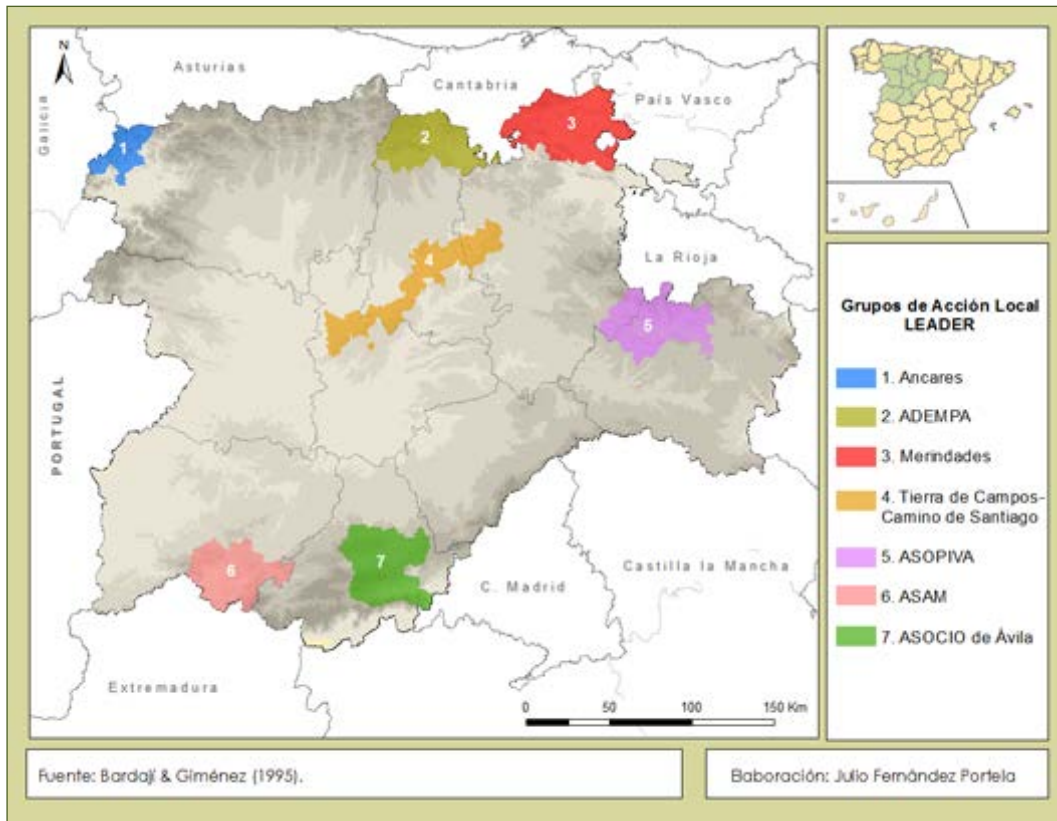 N
Asturias
Cantabria
País Vasco
Galicia
1
2
3
La Rioja
4
5
PORTUGAL
6
7
C. Madrid
Castilla la Mancha
Extremadura
0 50 100 150 Km
Grupos de Acción Local
LEADER
1. Ancares
2. ADEMPA
3. Merindades
4. Tierra de Campos-
Camino de Santiago
5. ASOPIVA
6. ASAM
7. ASOCIO de Ávila
Fuente: Bardají & Giménez (1995).
Elaboración: Julio Fernández Portela